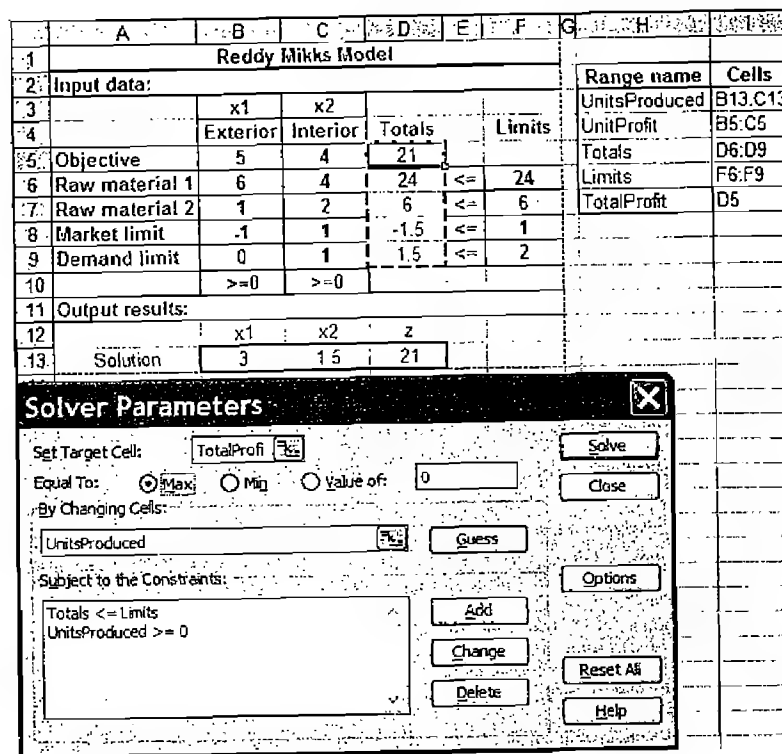 A B C D E F G H I
1 Reddy Mikks Model
2 Input data: Range name Cells
3 x1 x2 UnitsProduced B13:C13
4 Exterior Interior Totals Limits UnitProfit B5:C5
5 Objective 5 4 21 Totals D6:D9
6 Raw material 1 6 4 24 <= 24 Limits F6:F9
7 Raw material 2 1 2 6 <= 6 TotalProfit D5
8 Market limit -1 1 -1.5 <= 1
9 Demand limit 0 1 1.5 <= 2
10 >=0 >=0
11 Output results:
12 x1 x2 z
13 Solution 3 1.5 21
Solver Parameters
Set Target Cell: TotalProfi Solve
Equal To: Max Min Value of: 0 Close
By Changing Cells:
UnitsProduced Guess
Subject to the Constraints: Options
Totals <= Limits Add
UnitsProduced >= 0
Change
Reset All
Delete
Help